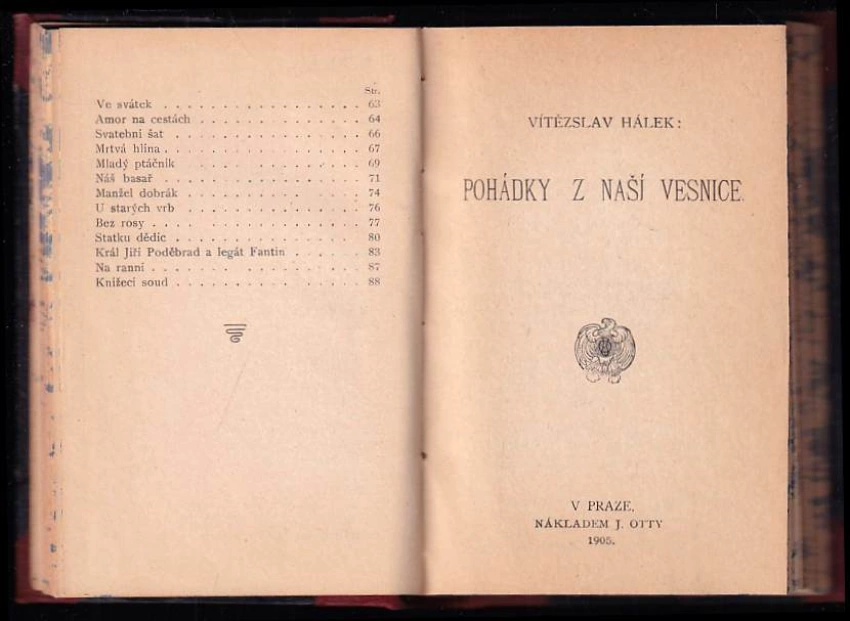 Str.
Ve svátek . . . . . . . . . . . . . . . . 63
Amor na cestách . . . . . . . . . . . . . 64
Svatební šat . . . . . . . . . . . . . . . 66
Mrtvá hlína . . . . . . . . . . . . . . . 67
Mladý ptáčník . . . . . . . . . . . . . . 69
Náš basař . . . . . . . . . . . . . . . . 71
Manžel dobrák . . . . . . . . . . . . . . 74
U starých vrb . . . . . . . . . . . . . . 76
Bez rosy . . . . . . . . . . . . . . . . 77
Statku dědic . . . . . . . . . . . . . . . 80
Král Jiří Poděbrad a legát Fantin . . . . . 83
Na ranní . . . . . . . . . . . . . . . . 87
Knížecí soud . . . . . . . . . . . . . . . 88
VÍTĚZSLAV HÁLEK:
POHÁDKY Z NAŠÍ VESNICE.
V PRAZE,
NÁKLADEM J. OTTY
1905.